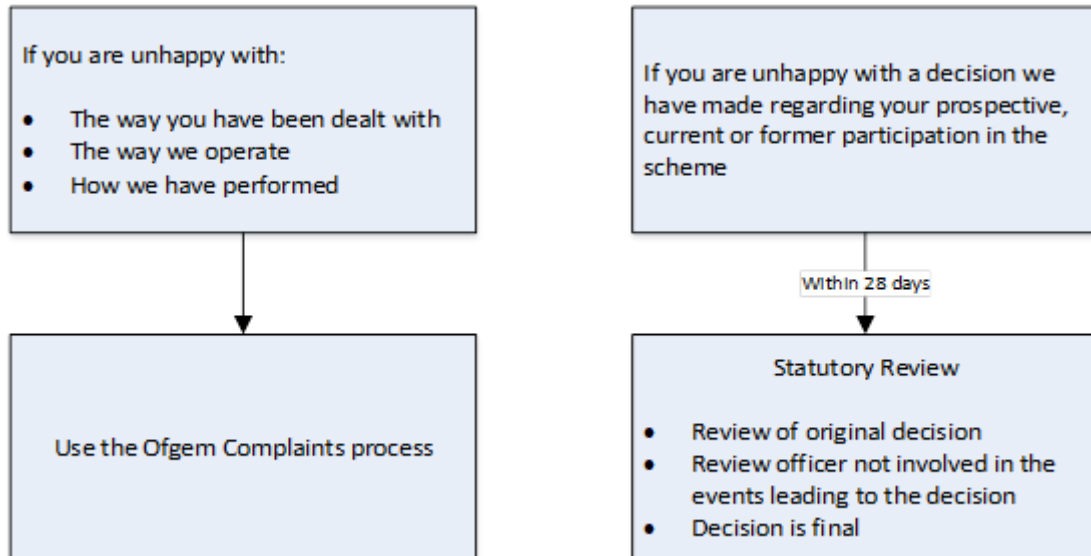 If you are unhappy with:
• The way you have been dealt with
• The way we operate
• How we have performed
Use the Ofgem Complaints process
If you are unhappy with a decision we
have made regarding your prospective,
current or former participation in the
scheme
Within 28 days
Statutory Review
• Review of original decision
• Review officer not involved in the
events leading to the decision
• Decision is final